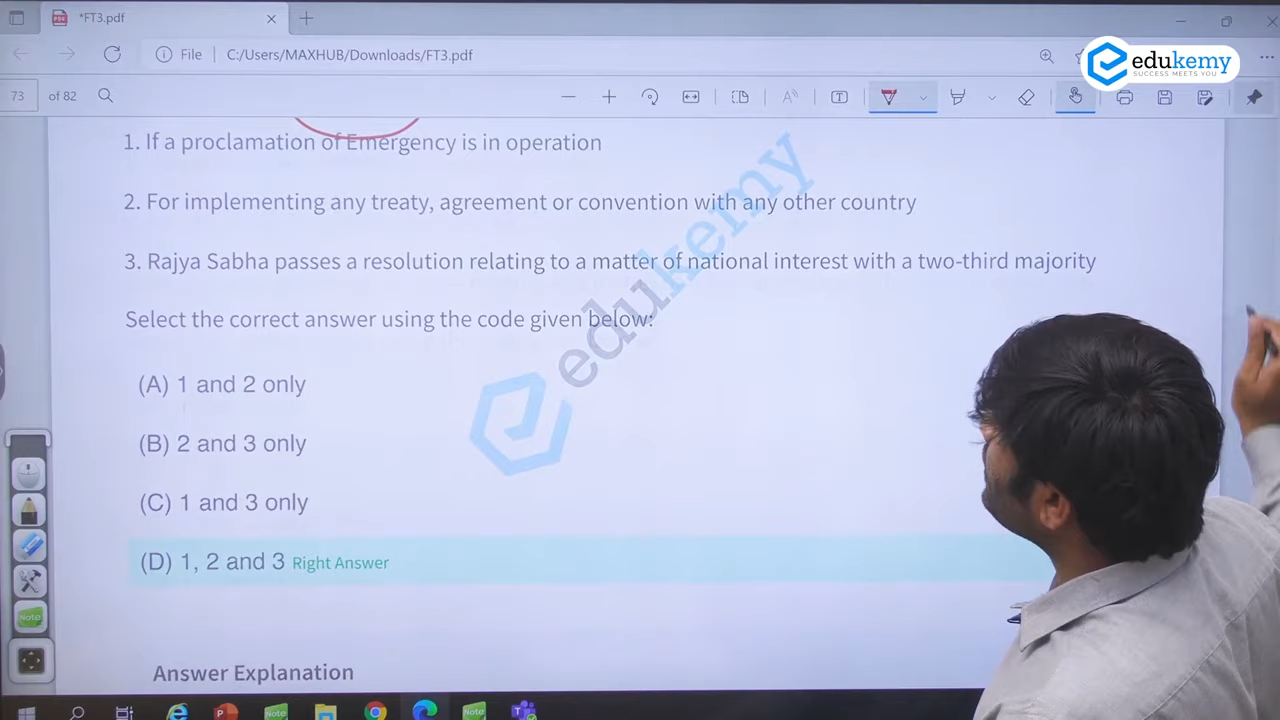 *FT3.pdf
File
C:/Users/MAXHUB/Downloads/FT3.pdf
edukemy
SUCCESS MEETS YOU
73
of 82
1. If a proclamation of Emergency is in operation
2. For implementing any treaty, agreement or convention with any other country
3. Rajya Sabha passes a resolution relating to a matter of national interest with a two-third majority
Select the correct answer using the code given below:
edukemy
(A) 1 and 2 only
(B) 2 and 3 only
(C) 1 and 3 only
(D) 1, 2 and 3 Right Answer
Answer Explanation
Note
Note
Note